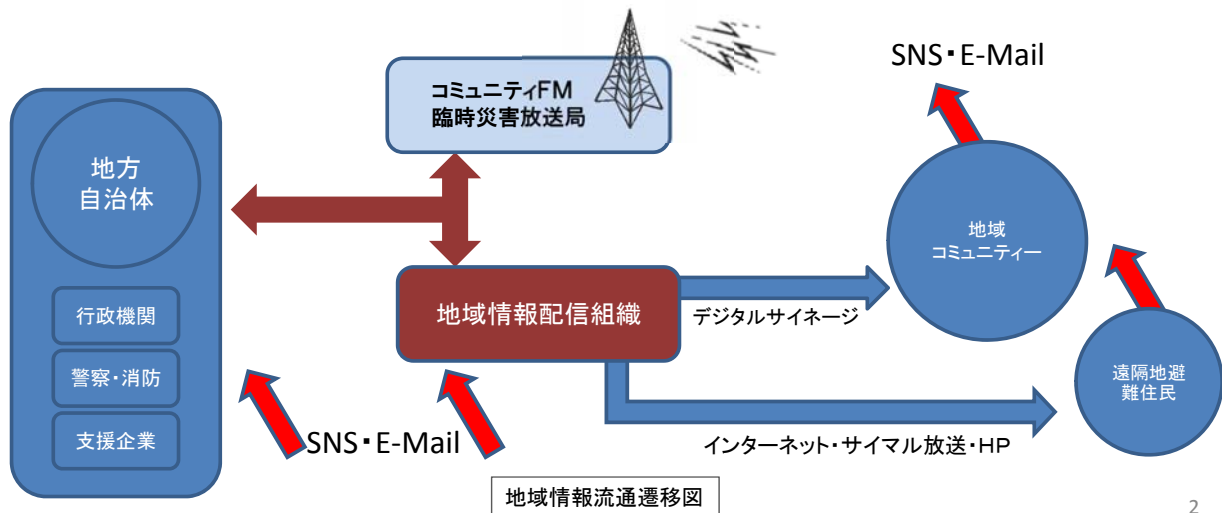 コミュニティFM
臨時災害放送局
SNS・E-Mail
地方
自治体
地域
コミュニティー
行政機関
地域情報配信組織
デジタルサイネージ
警察・消防
遠隔地避
難住民
支援企業
SNS・E-Mail
インターネット・サイマル放送・HP
地域情報流通遷移図
2